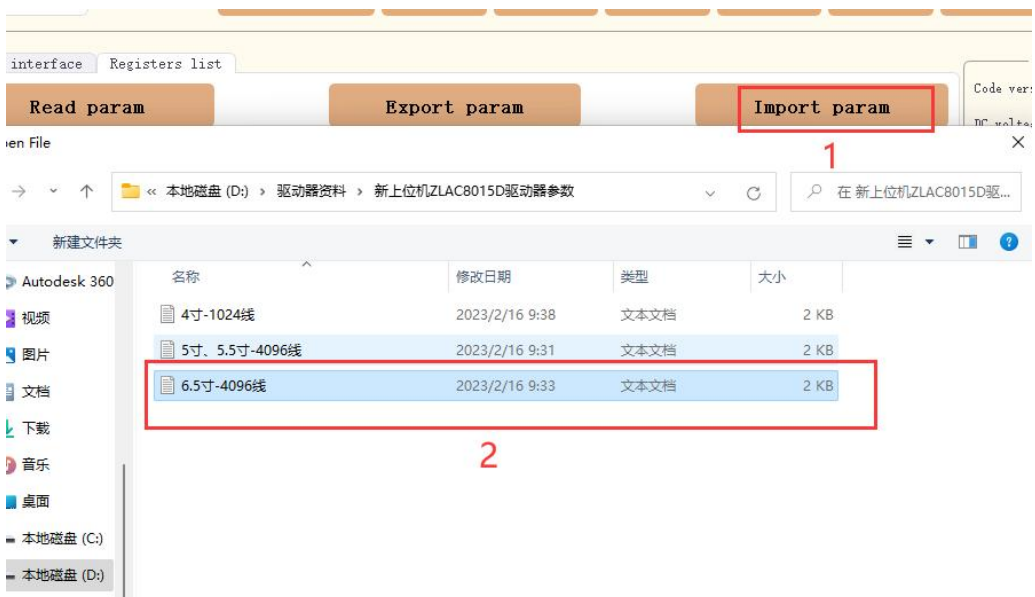 interface Registers list
Read param Export param Import param
Code ver
DC volta
1
en File
« 本地磁盘 (D:) › 驱动器资料 › 新上位机ZLAC8015D驱动器参数
在 新上位机ZLAC8015D驱...
新建文件夹
名称 修改日期 类型 大小
Autodesk 360
4寸-1024线 2023/2/16 9:38 文本文档 2 KB
视频
5寸、5.5寸-4096线 2023/2/16 9:31 文本文档 2 KB
图片
6.5寸-4096线 2023/2/16 9:33 文本文档 2 KB
文档
下载
2
音乐
桌面
本地磁盘 (C:)
本地磁盘 (D:)